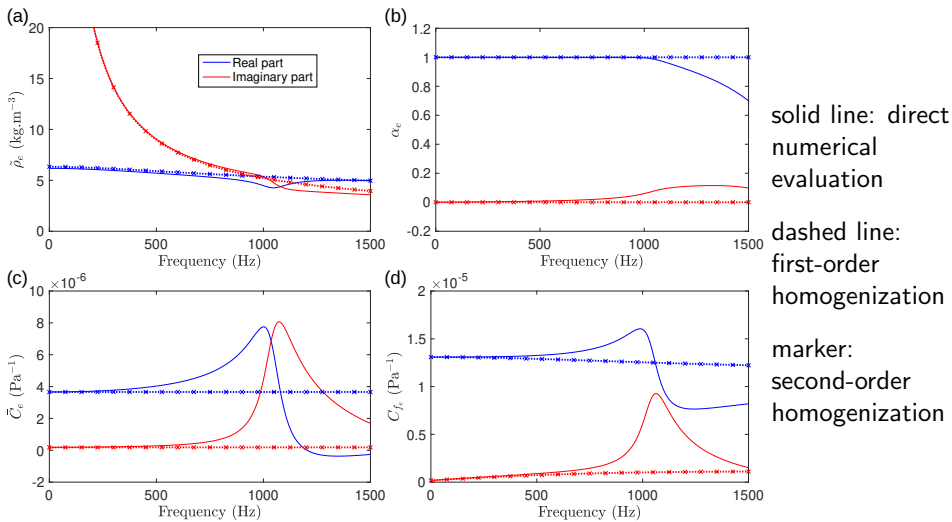 (a)
20
15
10
5
0
ρ̃e (kg.m−3)
Real part
Imaginary part
0 500 1000 1500
Frequency (Hz)
(b)
1.2
1
0.8
0.6
0.4
0.2
0
-0.2
αe
0 500 1000 1500
Frequency (Hz)
(c)
×10-6
10
8
6
4
2
0
-2
C̄e (Pa−1)
0 500 1000 1500
Frequency (Hz)
(d)
×10-5
2
1.5
1
0.5
0
Cfe (Pa−1)
0 500 1000 1500
Frequency (Hz)
solid line: direct
numerical
evaluation
dashed line:
first-order
homogenization
marker:
second-order
homogenization